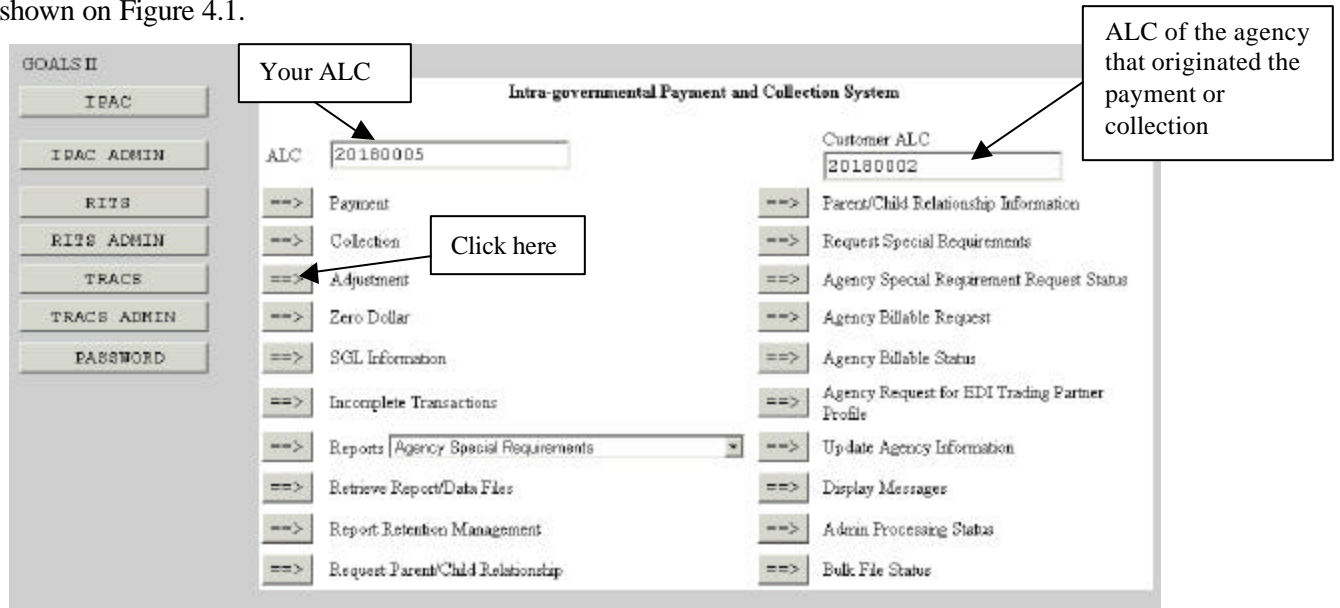 shown on Figure 4.1.
ALC of the agency
that originated the
payment or
collection
Your ALC
GOALS II
IPAC
IPAC ADMIN
RITS
RITS ADMIN
TRACS
TRACS ADMIN
PASSWORD
Intra-governmental Payment and Collection System
ALC 20180005
Customer ALC
20180002
==> Payment
==> Collection
Click here
==> Adjustment
==> Zero Dollar
==> SGL Information
==> Incomplete Transactions
==> Reports Agency Special Requirements
==> Retrieve Report/Data Files
==> Report Retention Management
==> Request Parent/Child Relationship
==> Parent/Child Relationship Information
==> Request Special Requirements
==> Agency Special Requirement Request Status
==> Agency Billable Request
==> Agency Billable Status
==> Agency Request for EDI Trading Partner
Profile
==> Update Agency Information
==> Display Messages
==> Admin Processing Status
==> Bulk File Status